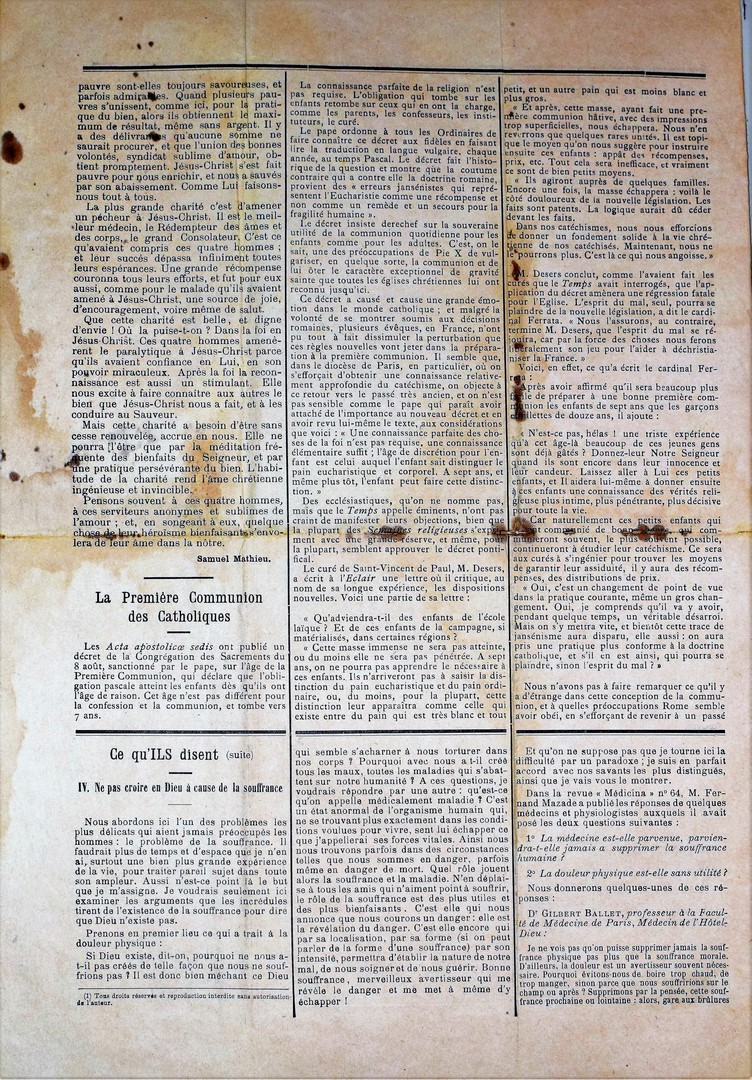 pauvre sont-elles toujours savoureuses, et
parfois admirables. Quand plusieurs pau-
vres s'unissent, comme ici, pour la prati-
que du bien, alors ils obtiennent le maxi-
mum de résultat, même sans argent. Il y
a des délivrances qu'aucune somme ne
saurait procurer, et que l'union des bonnes
volontés, syndicat sublime d'amour, ob-
tient promptement. Jésus-Christ s'est fait
pauvre pour nous enrichir, et nous a sauvés
par son abaissement. Comme Lui faisons-
nous tout à tous.
La plus grande charité c'est d'amener
un pécheur à Jésus-Christ. Il est le meil-
leur médecin, le Rédempteur des âmes et
des corps, le grand Consolateur. C'est ce
qu'avaient compris ces quatre hommes :
et leur succès dépassa infiniment toutes
leurs espérances. Une grande récompense
couronna tous leurs efforts, et fut pour eux
aussi, comme pour le malade qu'ils avaient
amené à Jésus-Christ, une source de joie,
d'encouragement, voire même de salut.
Que cette charité est belle, et digne
d'envie ! Où la puise-t-on ? Dans la foi en
Jésus-Christ. Ces quatre hommes amenè-
rent le paralytique à Jésus-Christ parce
qu'ils avaient confiance en Lui, en son
pouvoir miraculeux. Après la foi la recon-
naissance est aussi un stimulant. Elle
nous excite à faire connaître aux autres le
bien que Jésus-Christ nous a fait, et à les
conduire au Sauveur.
Mais cette charité a besoin d'être sans
cesse renouvelée, accrue en nous. Elle ne
pourra l'être que par la méditation fré-
quente des bienfaits du Seigneur, et par
une pratique persévérante du bien. L'habi-
tude de la charité rend l'âme chrétienne
ingénieuse et invincible.
Pensons souvent à ces quatre hommes,
à ces serviteurs anonymes et sublimes de
l'amour ; et, en songeant à eux, quelque
chose de leur héroïsme bienfaisant s'envo-
lera de leur âme dans la nôtre.
Samuel Mathieu.
La Première Communion
des Catholiques
Les Acta apostolicæ sedis ont publié un
décret de la Congrégation des Sacrements du
8 août, sanctionné par le pape, sur l'âge de la
Première Communion, qui déclare que l'obli-
gation pascale atteint les enfants dès qu'ils ont
l'âge de raison. Cet âge n'est pas différent pour
la confession et la communion, et tombe vers
7 ans.
La connaissance parfaite de la religion n'est
pas requise. L'obligation qui tombe sur les
enfants retombe sur ceux qui en ont la charge,
comme les parents, les confesseurs, les insti-
tuteurs, le curé.
Le pape ordonne à tous les Ordinaires de
faire connaître ce décret aux fidèles en faisant
lire la traduction en langue vulgaire, chaque
année, au temps Pascal. Le décret fait l'histo-
rique de la question et montre que la coutume
contraire qui a contre elle la doctrine romaine,
provient des « erreurs jansénistes qui repré-
sentent l'Eucharistie comme une récompense et
non comme un remède et un secours pour la
fragilité humaine ».
Le décret insiste derechef sur la souveraine
utilité de la communion quotidienne pour les
enfants comme pour les adultes. C'est, on le
sait, une des préoccupations de Pie X de vul-
gariser, en quelque sorte, la communion et de
lui ôter le caractère exceptionnel de gravité
sainte que toutes les églises chrétiennes lui ont
reconnu jusqu'ici.
Ce décret a causé et cause une grande émo-
tion dans le monde catholique ; et malgré la
volonté de se montrer soumis aux décisions
romaines, plusieurs évêques, en France, n'ont
pu tout à fait dissimuler la perturbation que
ces règles nouvelles vont jeter dans la prépara-
tion à la première communion. Il semble que,
dans le diocèse de Paris, en particulier, où on
s'efforçait d'obtenir une connaissance relative-
ment approfondie du catéchisme, on objecte à
ce retour vers le passé très ancien, et on n'est
pas sensible comme le pape qui paraît avoir
attaché de l'importance au nouveau décret et en
avoir revu lui-même le texte, aux considérations
que voici : « Une connaissance parfaite des cho-
ses de la foi n'est pas requise, une connaissance
élémentaire suffit ; l'âge de discrétion pour l'en-
fant est celui auquel l'enfant sait distinguer le
pain eucharistique et corporel. A sept ans, et
même plus tôt, l'enfant peut faire cette distinc-
tion. »
Des ecclésiastiques, qu'on ne nomme pas,
mais que le Temps appelle éminents, n'ont pas
craint de manifester leurs objections, bien que
la plupart des Semaines religieuses s'expri-
ment avec une grande réserve, et même, pour
la plupart, semblent approuver le décret ponti-
fical.
Le curé de Saint-Vincent de Paul, M. Desers,
a écrit à l'Eclair une lettre où il critique, au
nom de sa longue expérience, les dispositions
nouvelles. Voici une partie de sa lettre :
« Qu'adviendra-t-il des enfants de l'école
laïque ? Et de ces enfants de la campagne, si
matérialisés, dans certaines régions ?
« Cette masse immense ne sera pas atteinte,
ou du moins elle ne sera pas pénétrée. A sept
ans, on ne pourra pas apprendre le nécessaire à
ces enfants. Ils n'arriveront pas à saisir la dis-
tinction du pain eucharistique et du pain ordi-
naire, ou, du moins, pour la plupart, cette
distinction leur apparaîtra comme celle qui
existe entre du pain qui est très blanc et tout
petit, et un autre pain qui est moins blanc et
plus gros.
« Et après, cette masse, ayant fait une pre-
mière communion hâtive, avec des impressions
trop superficielles, nous échappera. Nous n'en
reverrons que quelques rares unités. Il est topi-
que le moyen qu'on nous suggère pour instruire
ensuite ces enfants : appât des récompenses,
prix, etc. Tout cela sera inefficace, et vraiment
ce sont de bien petits moyens.
« Ils agiront auprès de quelques familles.
Encore une fois, la masse échappera : voilà le
côté douloureux de la nouvelle législation. Les
faits sont patents. La logique aurait dû céder
devant les faits.
Dans nos catéchismes, nous nous efforcions
de donner un fondement solide à la vie chré-
tienne de nos catéchisés. Maintenant, nous ne
le pourrons plus. C'est là ce qui nous angoisse. »
M. Desers conclut, comme l'avaient fait les
curés que le Temps avait interrogés, que l'ap-
plication du décret amènera une régression fatale
pour l'Eglise. L'esprit du mal, seul, pourra se
plaindre de la nouvelle législation, a dit le cardi-
nal Ferrata. « Nous l'assurons, au contraire,
termine M. Desers, que l'esprit du mal se ré-
jouira, car par la force des choses nous ferons
libéralement son jeu pour l'aider à déchristia-
niser la France. »
Voici, en effet, ce qu'a écrit le cardinal Fer-
Après avoir affirmé qu'il sera beaucoup plus
de préparer à une bonne première com-
munion les enfants de sept ans que les garçons
fillettes de douze ans, il ajoute :
« N'est-ce pas, hélas ! une triste expérience
qu'à cet âge-là beaucoup de ces jeunes gens
sont déjà gâtés ? Donnez-leur Notre Seigneur
quand ils sont encore dans leur innocence et
leur candeur. Laissez aller à Lui ces petits
enfants, et Il aidera lui-même à donner ensuite
à ces enfants une connaissance des vérités reli-
gieuse plus intime, plus pénétrante, plus décisive
pour toute la vie.
« Car naturellement ces petits enfants qui
ont commencé de com-
souvent, le plus souvent possible,
continueront à étudier leur catéchisme. Ce sera
aux curés à s'ingénier pour trouver les moyens
de garantir leur assiduité, il y aura des récom-
penses, des distributions de prix.
« Oui, c'est un changement de point de vue
dans la pratique courante, même un gros chan-
gement. Oui, je comprends qu'il va y avoir,
pendant quelque temps, un véritable désarroi.
Mais on s'y mettra vite, et bientôt cette trace de
jansénisme aura disparu, elle aussi : on aura
pris une pratique plus conforme à la doctrine
catholique, et s'il en est ainsi, qui pourra se
plaindre, sinon l'esprit du mal ? »
Nous n'avons pas à faire remarquer ce qu'il y
a d'étrange dans cette conception de la commu-
nion, et à quelles préoccupations Rome semble
avoir obéi, en s'efforçant de revenir à un passé
Ce qu'ILS disent (suite)
IV. Ne pas croire en Dieu à cause de la souffrance
Nous abordons ici l'un des problèmes les
plus délicats qui aient jamais préoccupés les
hommes : le problème de la souffrance. Il
faudrait plus de temps et d'espace que je n'en
ai, surtout une bien plus grande expérience
de la vie, pour traiter pareil sujet dans toute
son ampleur. Aussi n'est-ce point là le but
que je m'assigne. Je voudrais seulement ici
examiner les arguments que les incrédules
tirent de l'existence de la souffrance pour dire
que Dieu n'existe pas.
Prenons en premier lieu ce qui a trait à la
douleur physique :
Si Dieu existe, dit-on, pourquoi ne nous a-
t-il pas créés de telle façon que nous ne souf-
frions pas ? Il est donc bien méchant ce Dieu
(1) Tous droits réservés et reproduction interdite sans autorisation
de l'auteur.
qui semble s'acharner à nous torturer dans
nos corps ? Pourquoi avec nous a t-il créé
tous les maux, toutes les maladies qui s'abat-
tent sur notre humanité ? A ces questions, je
voudrais répondre par une autre : qu'est-ce
qu'on appelle médicalement maladie ? C'est
un état anormal de l'organisme humain qui,
ne se trouvant plus exactement dans les condi-
tions voulues pour vivre, sent lui échapper ce
que j'appellerai ses forces vitales. Ainsi nous
nous trouvons parfois dans des circonstances
telles que nous sommes en danger, parfois
même en danger de mort. Quel rôle jouent
alors la souffrance et la maladie. N'en déplai-
se à tous les amis qui n'aiment point à souffrir,
le rôle de la souffrance est des plus utiles et
des plus bienfaisants. C'est elle qui nous
annonce que nous courons un danger : elle est
la révélation du danger. C'est elle encore qui
par sa localisation, par sa forme (si on peut
parler de la forme d'une souffrance) par son
intensité, permettra d'établir la nature de notre
mal, de nous soigner et de nous guérir. Bonne
souffrance, merveilleux avertisseur qui me
révèle le danger et me met à même d'y
échapper !
Et qu'on ne suppose pas que je tourne ici la
difficulté par un paradoxe ; je suis en parfait
accord avec nos savants les plus distingués,
ainsi que je vais vous le montrer.
Dans la revue « Médicina » n° 64, M. Fer-
nand Mazade a publié les réponses de quelques
médecins et physiologistes auxquels il avait
posé les deux questions suivantes :
1° La médecine est-elle parvenue, parvien-
dra-t-elle jamais a supprimer la souffrance
humaine ?
2° La douleur physique est-elle sans utilité ?
Nous donnerons quelques-unes de ces ré-
ponses :
Dr GILBERT BALLET, professeur à la Facul-
té de Médecine de Paris, Médecin de l'Hôtel-
Dieu :
Je ne vois pas qu'on puisse supprimer jamais la souf-
france physique pas plus que la souffrance morale.
D'ailleurs, la douleur est un avertissement souvent néces-
saire. Pourquoi évitons-nous de boire trop chaud, de
trop manger, sinon parce que nous souffririons sur le
champ ou après ? Supprimons par la pensée, cette souf-
france prochaine ou lointaine : alors, gare aux brûlures